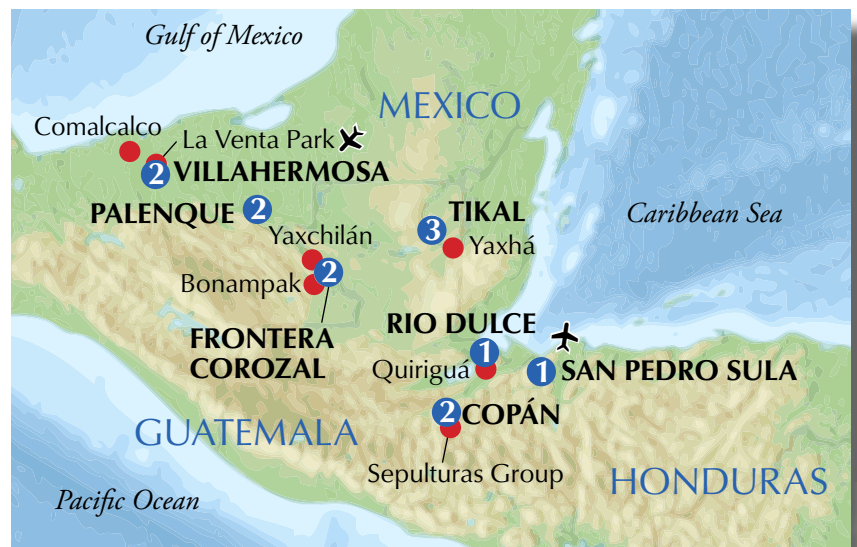 Gulf of Mexico
MEXICO
Comalcalco
La Venta Park
2 VILLAHERMOSA
PALENQUE 2
TIKAL
3
Yaxhá
Caribbean Sea
Yaxchilán
2
Bonampak
FRONTERA
COROZAL
RIO DULCE
1
Quiriguá
1 SAN PEDRO SULA
2 COPÁN
GUATEMALA
Sepulturas Group
HONDURAS
Pacific Ocean